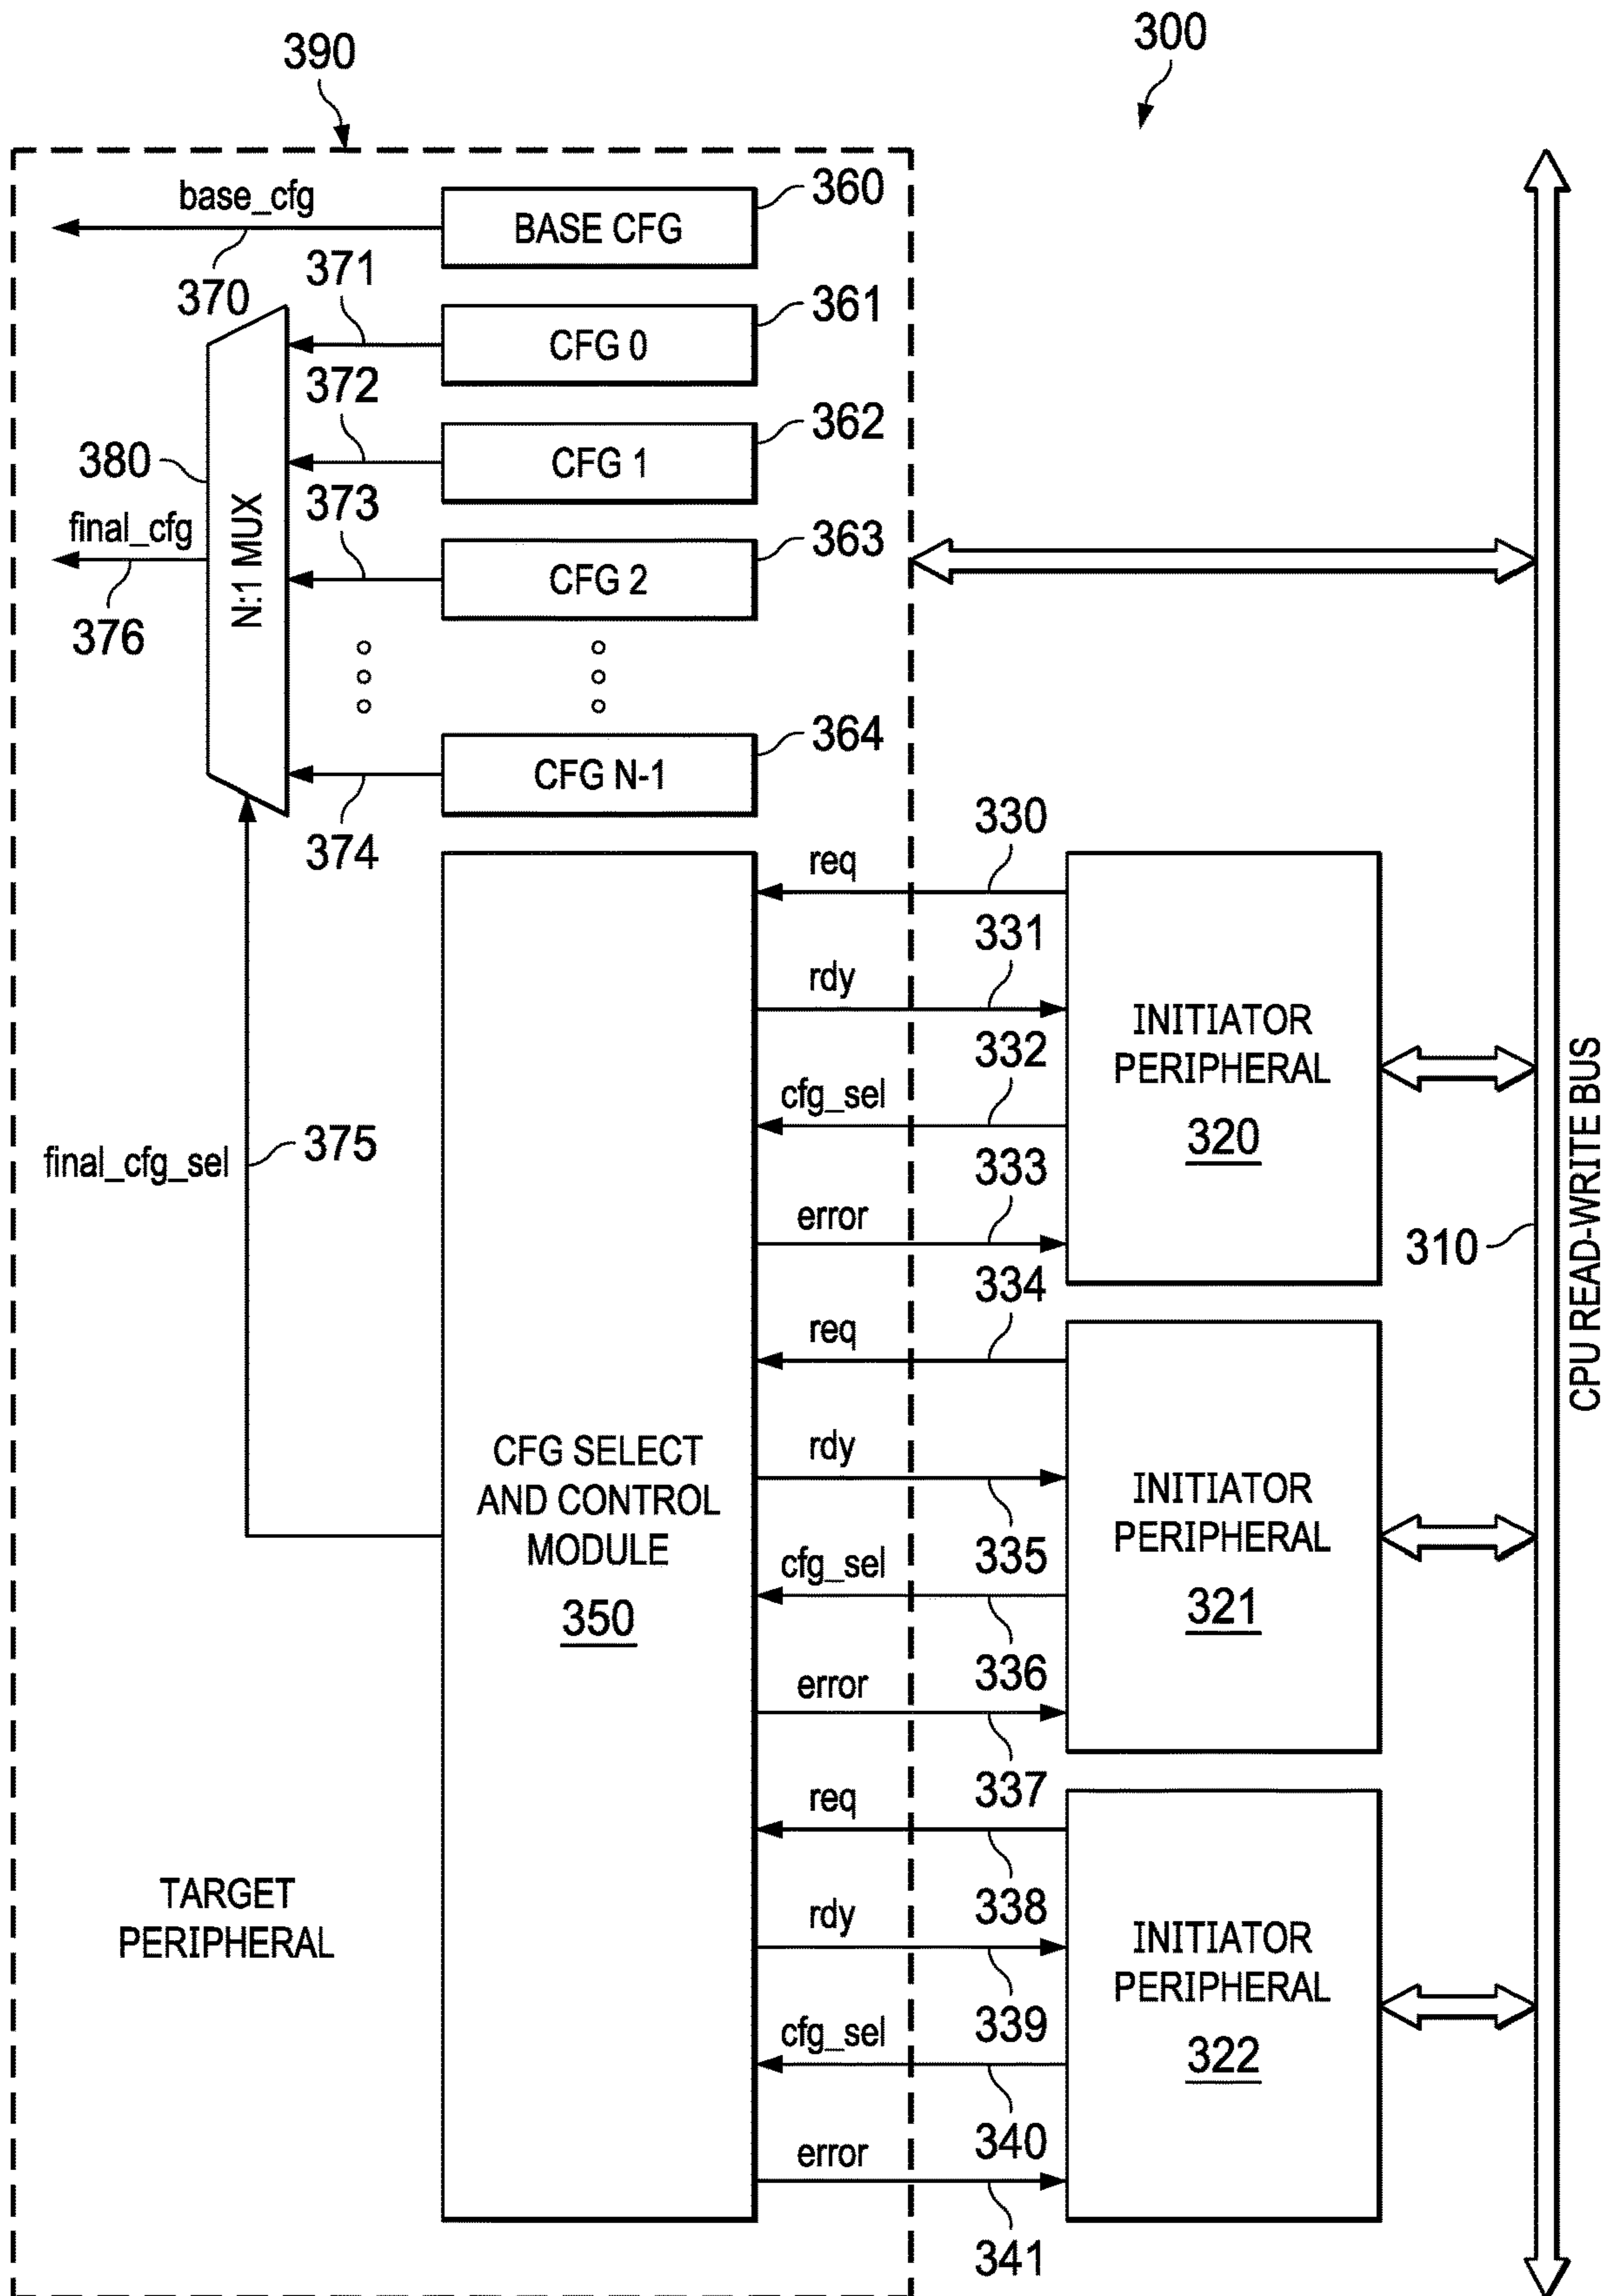 300
390
base_cfg
BASE CFG
360
370
371
CFG 0
361
372
CFG 1
362
380
373
final_cfg
N:1 MUX
CFG 2
363
376
CFG N-1
364
374
330
req
331
rdy
INITIATOR
PERIPHERAL
320
332
cfg_sel
final_cfg_sel
375
333
error
310
CPU READ-WRITE BUS
334
req
CFG SELECT
AND CONTROL
MODULE
350
rdy
335
INITIATOR
PERIPHERAL
321
cfg_sel
336
error
337
req
338
TARGET
PERIPHERAL
rdy
339
INITIATOR
PERIPHERAL
322
cfg_sel
340
error
341